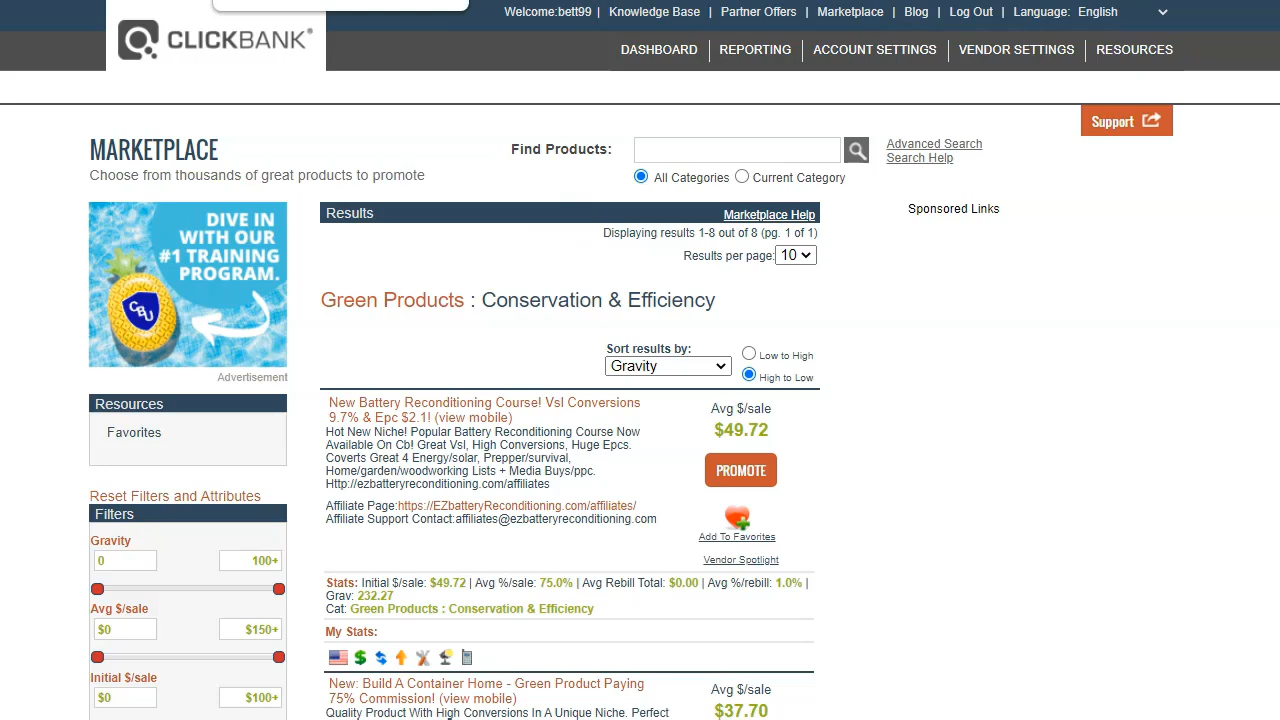 Welcome:bett99 | Knowledge Base | Partner Offers | Marketplace | Blog | Log Out | Language: English
CLICKBANK®
DASHBOARD | REPORTING | ACCOUNT SETTINGS | VENDOR SETTINGS | RESOURCES
Support
MARKETPLACE
Choose from thousands of great products to promote
Find Products:
Advanced Search
Search Help
All Categories Current Category
DIVE IN
WITH OUR
#1 TRAINING
PROGRAM.
CBU
Advertisement
Resources
Favorites
Reset Filters and Attributes
Filters
Gravity
0 100+
Avg $/sale
$0 $150+
Initial $/sale
$0 $100+
Results Marketplace Help
Displaying results 1-8 out of 8 (pg. 1 of 1)
Results per page: 10
Green Products : Conservation & Efficiency
Sort results by:
Gravity
Low to High
High to Low
New Battery Reconditioning Course! Vsl Conversions
9.7% & Epc $2.1! (view mobile)
Hot New Niche! Popular Battery Reconditioning Course Now
Available On Cb! Great Vsl, High Conversions, Huge Epcs.
Coverts Great 4 Energy/solar, Prepper/survival,
Home/garden/woodworking Lists + Media Buys/ppc.
Http://ezbatteryreconditioning.com/affiliates
Affiliate Page:https://EZbatteryReconditioning.com/affiliates/
Affiliate Support Contact:affiliates@ezbatteryreconditioning.com
Avg $/sale
$49.72
PROMOTE
Add To Favorites
Vendor Spotlight
Stats: Initial $/sale: $49.72 | Avg %/sale: 75.0% | Avg Rebill Total: $0.00 | Avg %/rebill: 1.0% |
Grav: 232.27
Cat: Green Products : Conservation & Efficiency
My Stats:
New: Build A Container Home - Green Product Paying
75% Commission! (view mobile)
Quality Product With High Conversions In A Unique Niche. Perfect
Avg $/sale
$37.70
Sponsored Links